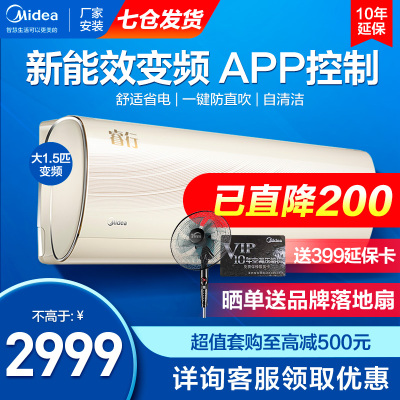 Midea
智慧生活可以更美的
厂家
安装
七仓发货
10年
延保
新能效变频 APP控制
舒适省电 | 一键防直吹 | 自清洁
睿行
大1.5匹
变频
Midea
已直降200
Midea
VIP
送399延保卡
晒单送品牌落地扇
不高于:¥
2999
超值套购至高减500元
详询客服领取优惠